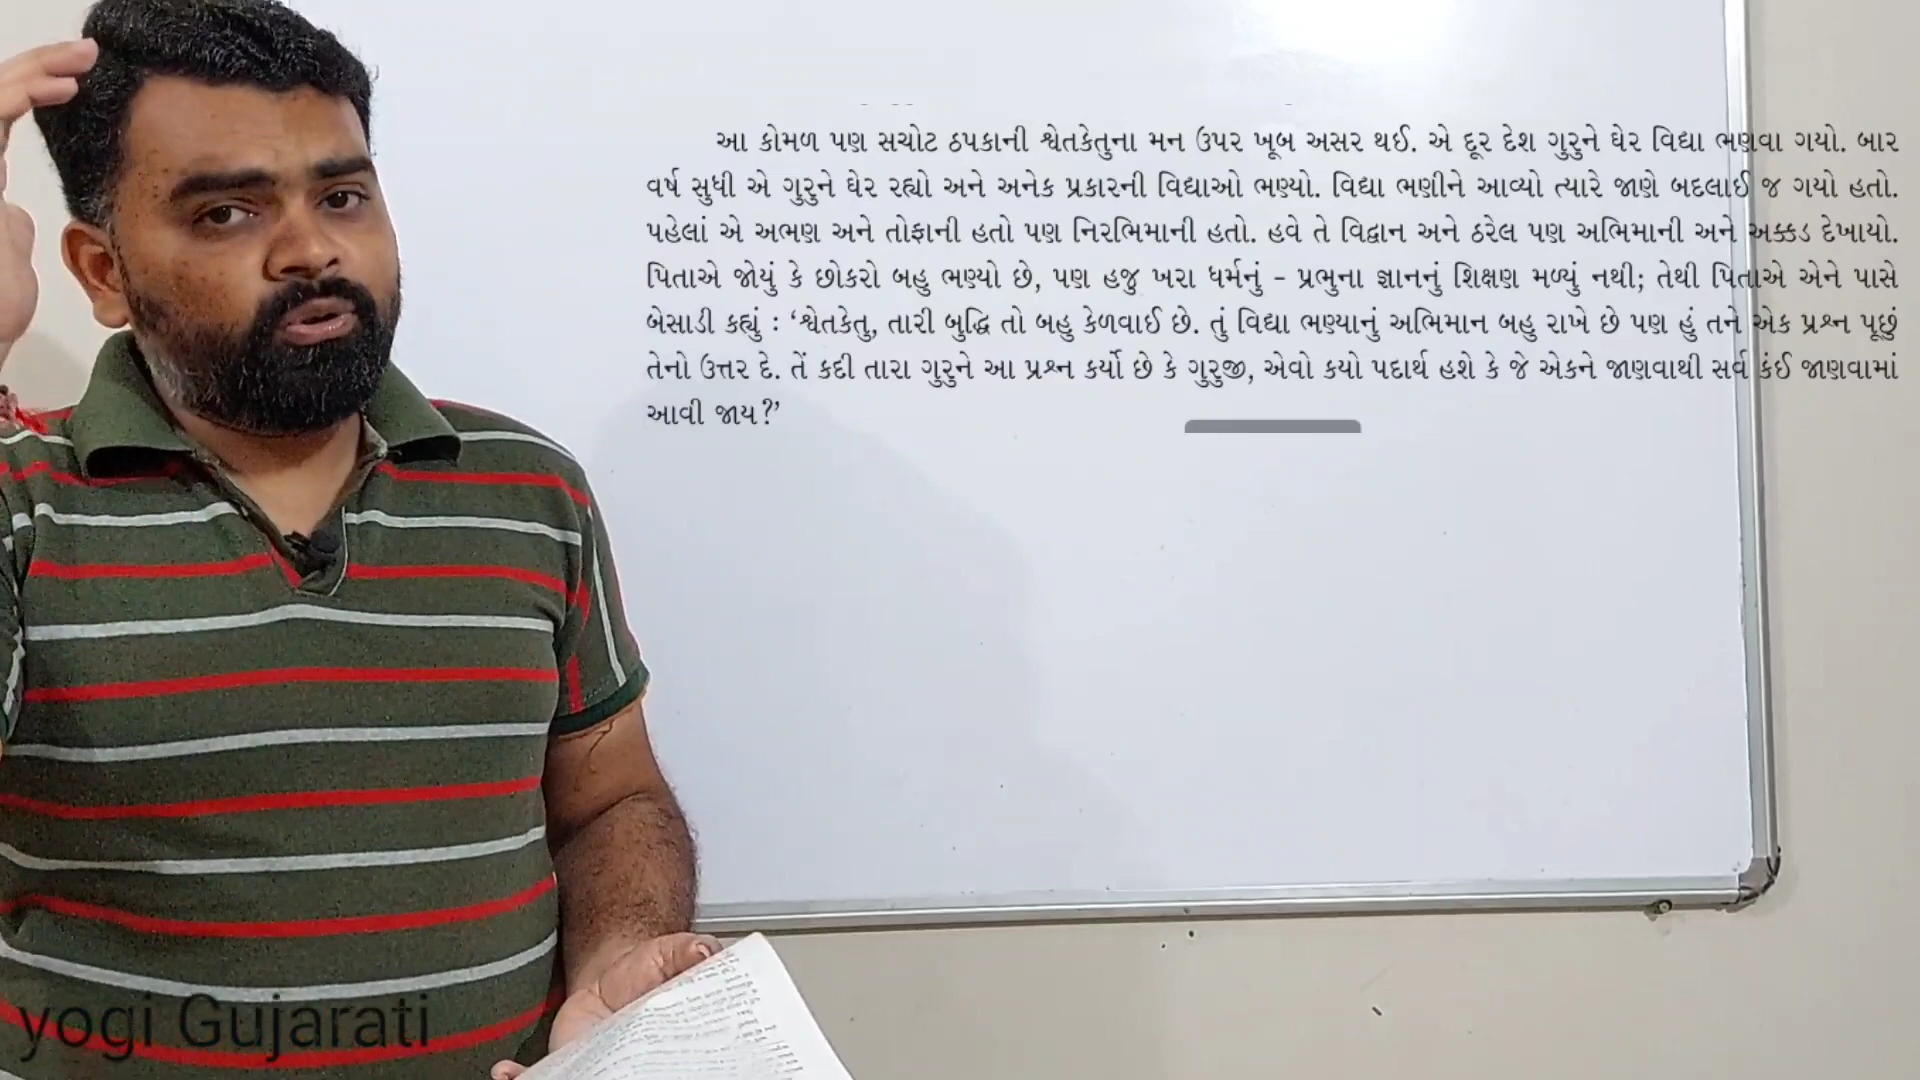 આ કોમળ પણ સચોટ ઠપકાની શ્વેતકેતુના મન ઉપર ખૂબ અસર થઈ. એ દૂર દેશ ગુરુને ઘેર વિદ્યા ભણવા ગયો. બાર
વર્ષ સુધી એ ગુરુને ઘેર રહ્યો અને અનેક પ્રકારની વિદ્યાઓ ભણ્યો. વિદ્યા ભણીને આવ્યો ત્યારે જાણે બદલાઈ જ ગયો હતો.
પહેલાં એ અભણ અને તોફાની હતો પણ નિરભિમાની હતો. હવે તે વિદ્વાન અને ઠરેલ પણ અભિમાની અને અક્કડ દેખાયો.
પિતાએ જોયું કે છોકરો બહુ ભણ્યો છે, પણ હજુ ખરા ધર્મનું – પ્રભુના જ્ઞાનનું શિક્ષણ મળ્યું નથી; તેથી પિતાએ એને પાસે
બેસાડી કહ્યું : ‘શ્વેતકેતુ, તારી બુદ્ધિ તો બહુ કેળવાઈ છે. તું વિદ્યા ભણ્યાનું અભિમાન બહુ રાખે છે પણ હું તને એક પ્રશ્ન પૂછું
તેનો ઉત્તર દે. તેં કદી તારા ગુરુને આ પ્રશ્ન કર્યો છે કે ગુરુજી, એવો કયો પદાર્થ હશે કે જે એકને જાણવાથી સર્વ કંઈ જાણવામાં
આવી જાય?’
yogi Gujarati